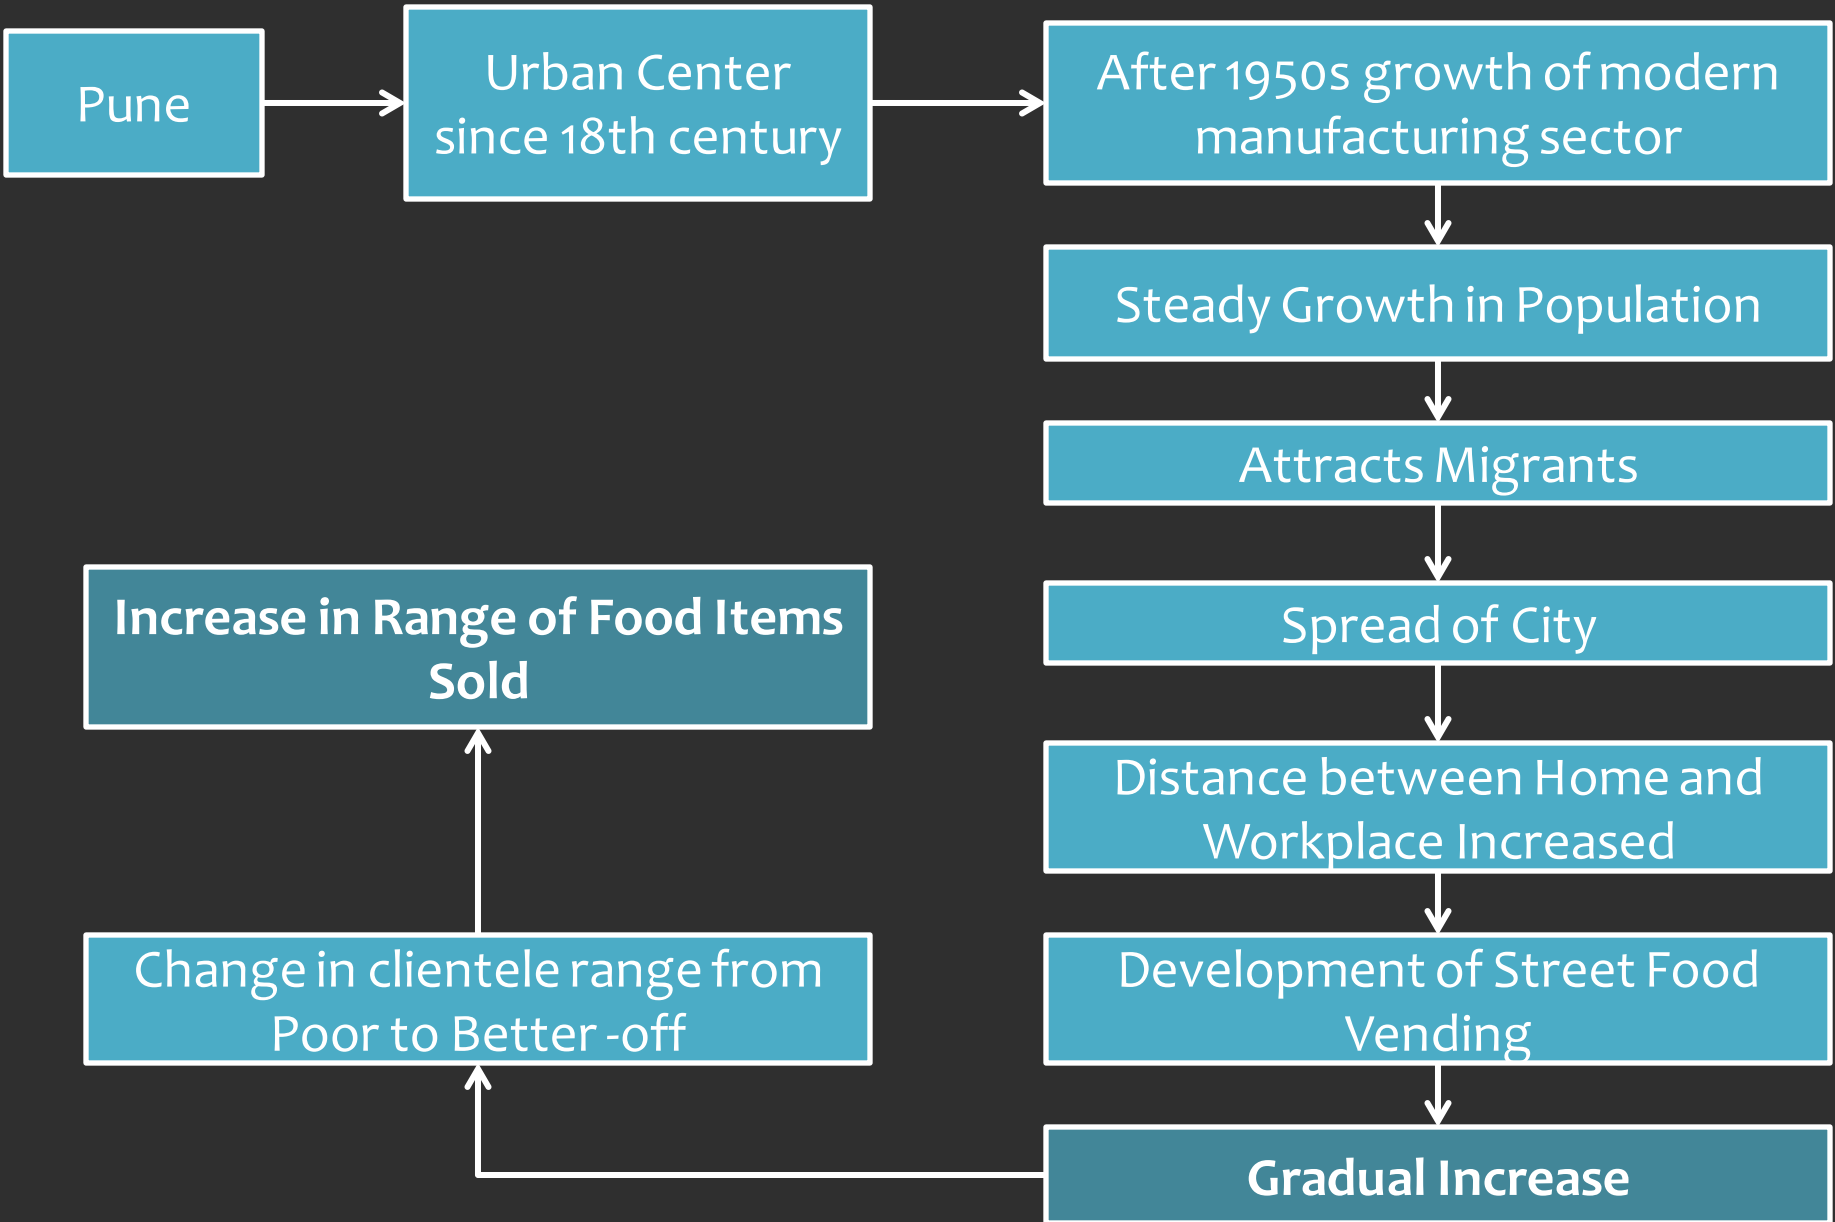 Pune
Urban Center
since 18th century
After 1950s growth of modern
manufacturing sector
Steady Growth in Population
Attracts Migrants
Spread of City
Distance between Home and
Workplace Increased
Development of Street Food
Vending
Gradual Increase
Change in clientele range from
Poor to Better -off
Increase in Range of Food Items
Sold